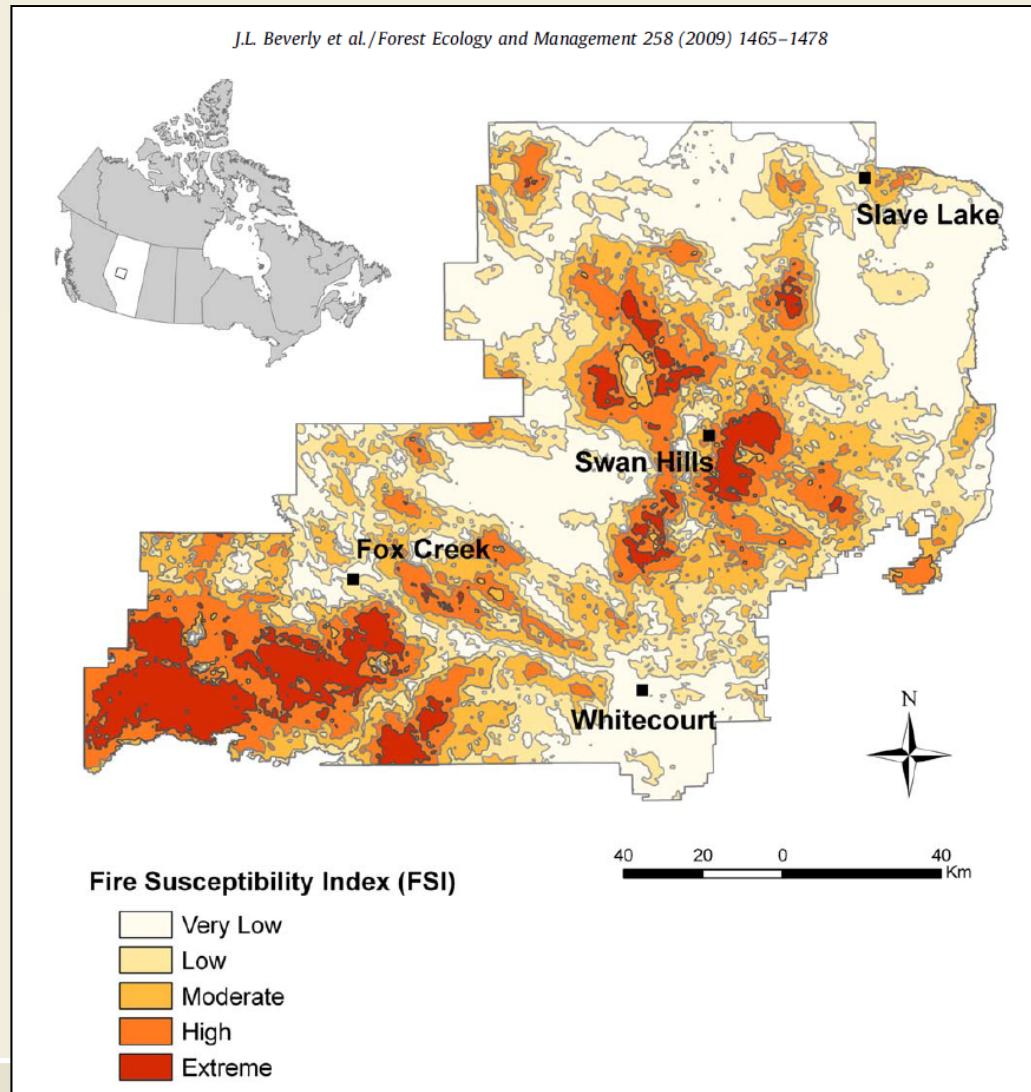 J.L. Beverly et al./Forest Ecology and Management 258 (2009) 1465–1478
Slave Lake
Swan Hills
Fox Creek
Whitecourt
N
40 20 0 40
Km
Fire Susceptibility Index (FSI)
Very Low
Low
Moderate
High
Extreme